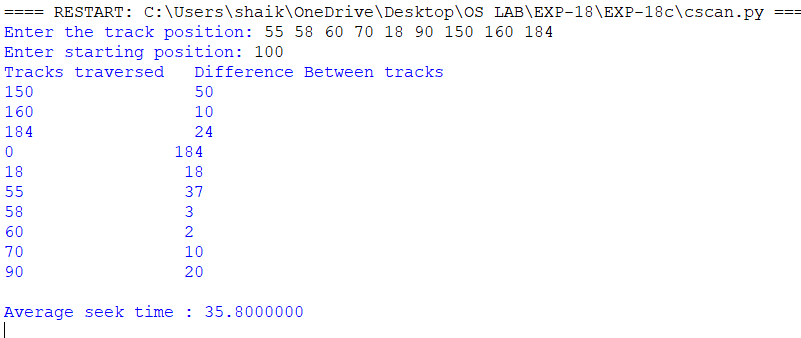 ==== RESTART: C:\Users\shaik\OneDrive\Desktop\OS LAB\EXP-18\EXP-18c\cscan.py ===
Enter the track position: 55 58 60 70 18 90 150 160 184
Enter starting position: 100
Tracks traversed   Difference Between tracks
150                50
160                10
184                24
0                184
18                18
55                37
58                3
60                2
70                10
90                20

Average seek time : 35.8000000